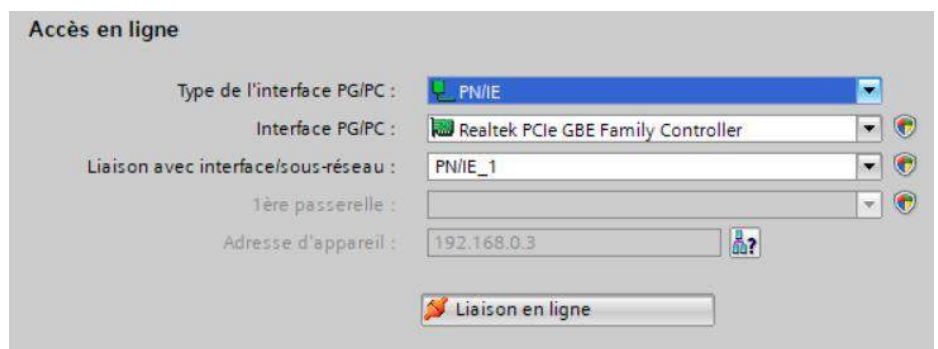 Accès en ligne
Type de l'interface PG/PC : PN/IE
Interface PG/PC : Realtek PCIe GBE Family Controller
Liaison avec interface/sous-réseau : PN/IE_1
1ère passerelle :
Adresse d'appareil : 192.168.0.3 ?
Liaison en ligne